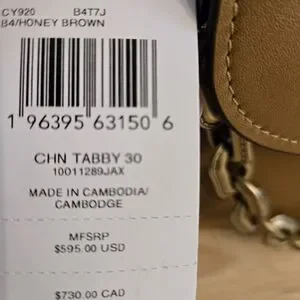 CY920 B4T7J
B4/HONEY BROWN
1 96395 63150 6
CHN TABBY 30
10011289JAX
MADE IN CAMBODIA/
CAMBODGE
MFSRP
$595.00 USD
$730.00 CAD